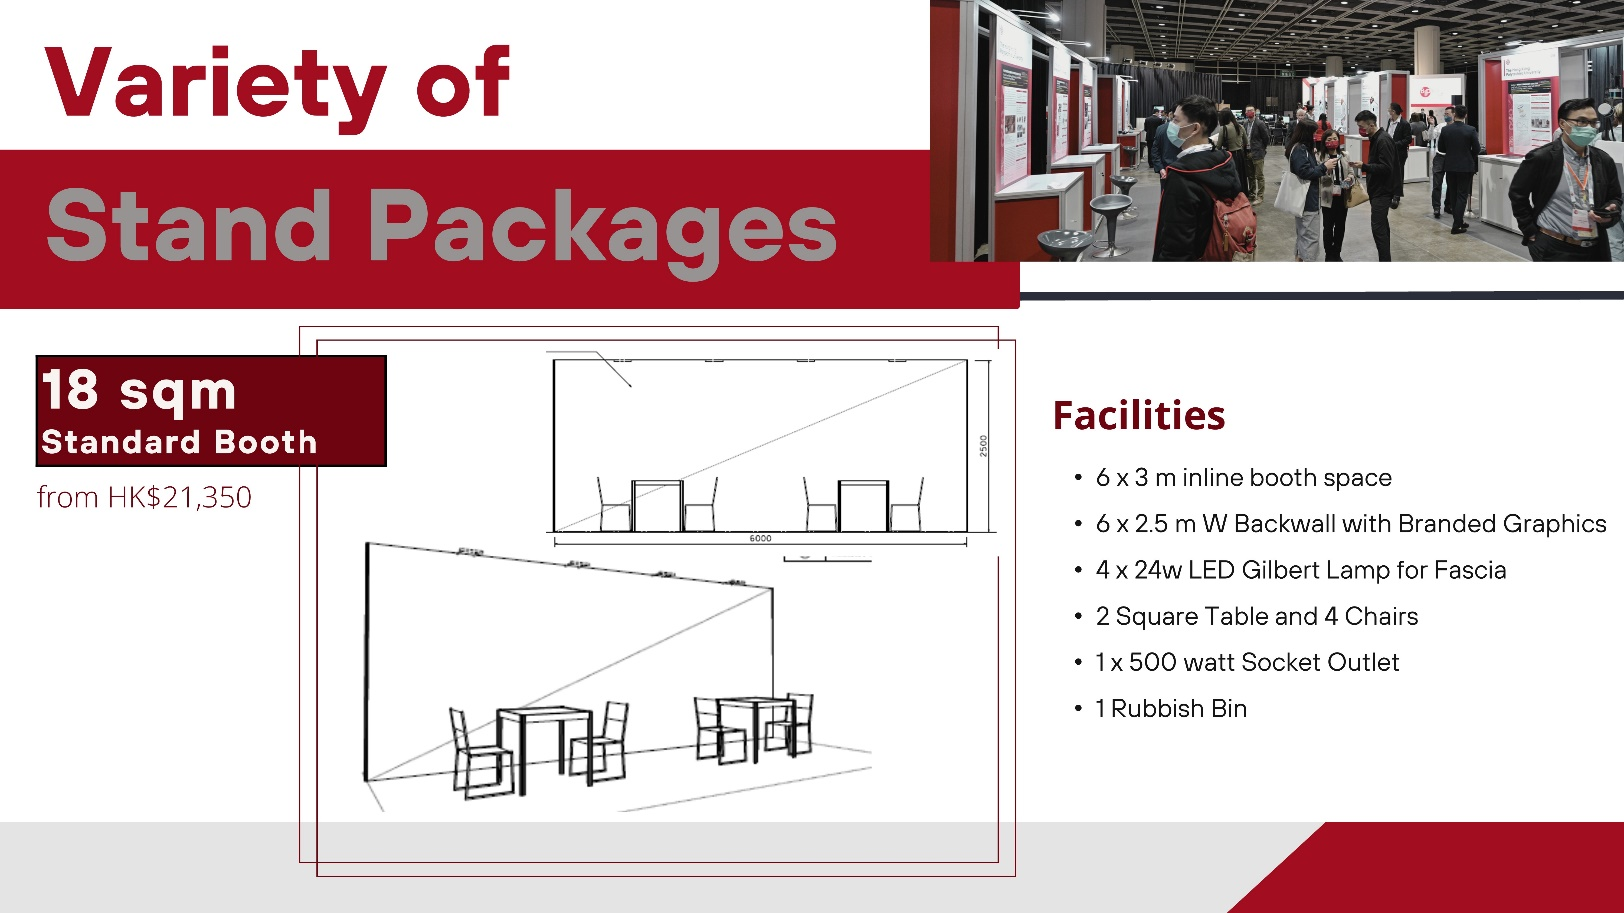 Variety of
Stand Packages
18 sqm
Standard Booth
from HK$21,350
2500
6000
Facilities
• 6 x 3 m inline booth space
• 6 x 2.5 m W Backwall with Branded Graphics
• 4 x 24w LED Gilbert Lamp for Fascia
• 2 Square Table and 4 Chairs
• 1 x 500 watt Socket Outlet
• 1 Rubbish Bin